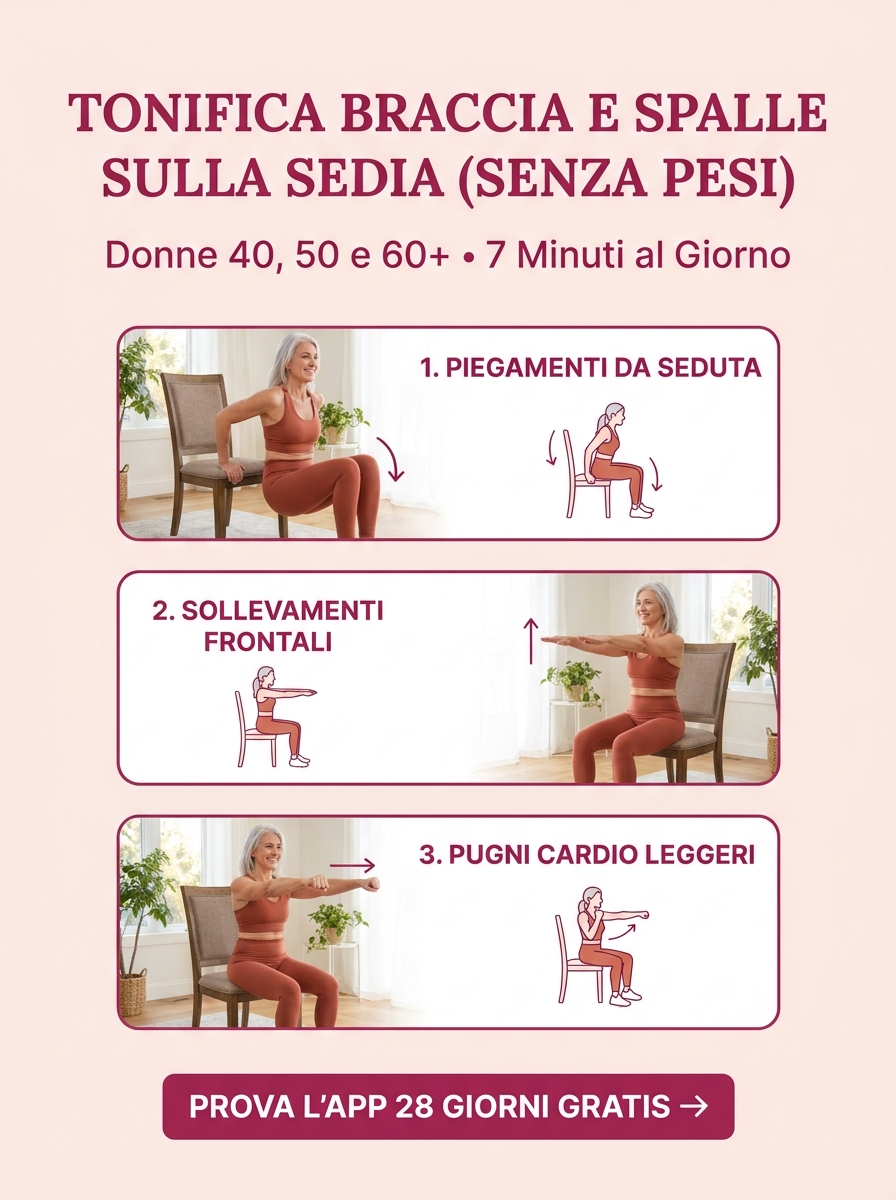 TONIFICA BRACCIA E SPALLE
SULLA SEDIA (SENZA PESI)
Donne 40, 50 e 60+ • 7 Minuti al Giorno
1. PIEGAMENTI DA SEDUTA
2. SOLLEVAMENTI
FRONTALI
3. PUGNI CARDIO LEGGERI
PROVA L'APP 28 GIORNI GRATIS →